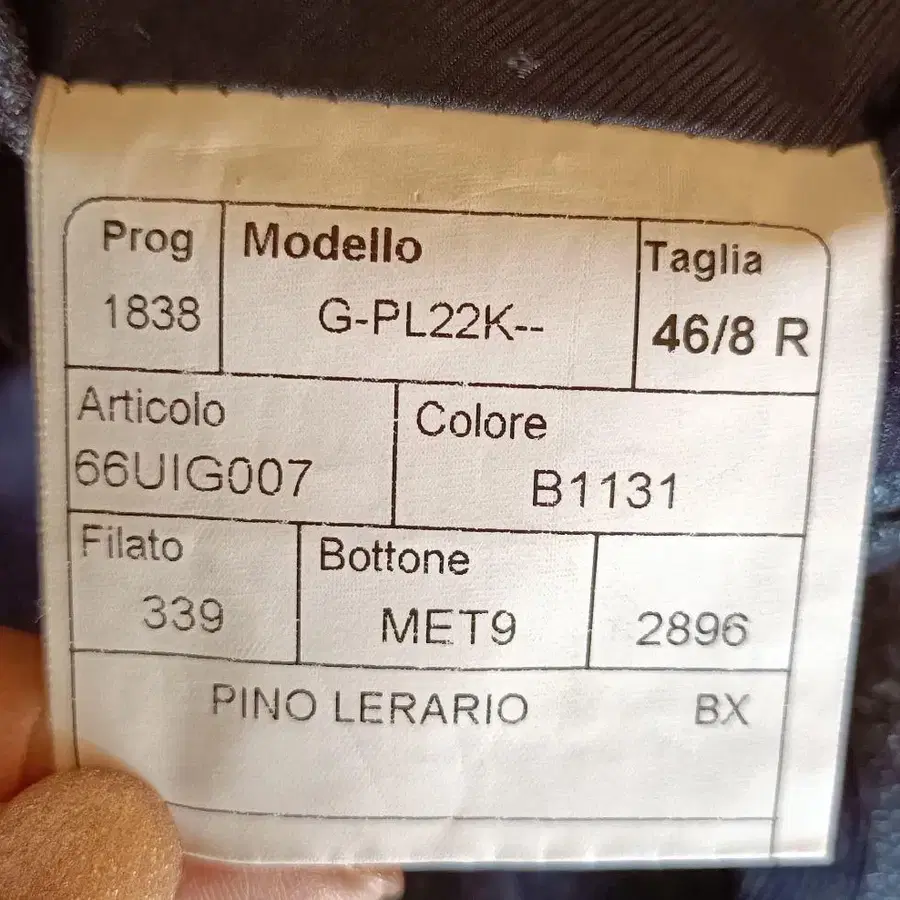 Prog Modello Taglia
1838 G-PL22K-- 46/8 R
Articolo Colore
66UIG007 B1131
Filato Bottone
339 MET9 2896
PINO LERARIO BX